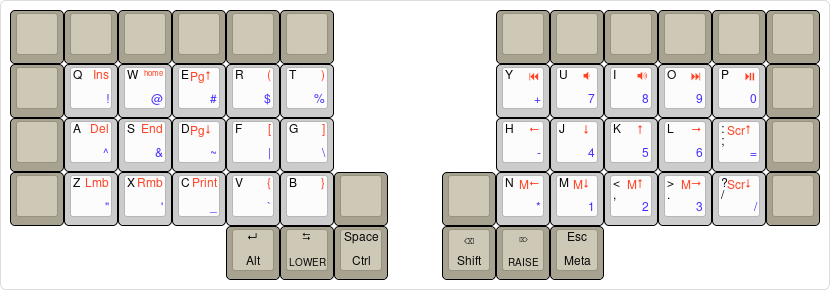 Q Ins W home E Pg↑ R ( T ) Y ⏮ U 🔈 I 🔊 O ⏭ P ⏯
! @ # $ % + 7 8 9 0
A Del S End D Pg↓ F [ G ] H ← J ↓ K ↑ L → : Scr↑
^ & ~ | \ - 4 5 6 ; =
Z Lmb X Rmb C Print V { B } N M← M M↓ < M↑ > M→ ? Scr↓
" ' _ ` * 1 , 2 . 3 / /
↵ ⇆ Space ⌫ ⌦ Esc
Alt LOWER Ctrl Shift RAISE Meta